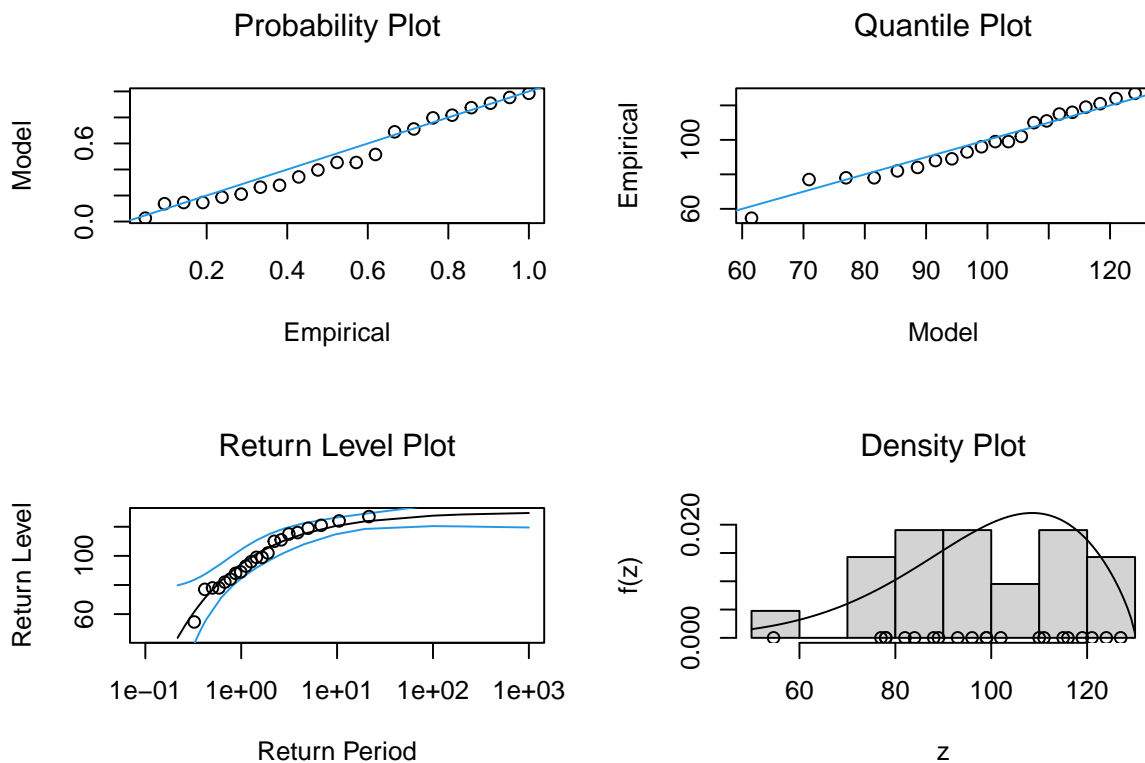 Probability Plot
Model
0.0 0.6
0.2 0.4 0.6 0.8 1.0
Empirical
Quantile Plot
Empirical
60 100
60 70 80 90 100 120
Model
Return Level Plot
Return Level
60 100
1e−01 1e+00 1e+01 1e+02 1e+03
Return Period
Density Plot
f(z)
0.000 0.020
60 80 100 120
z